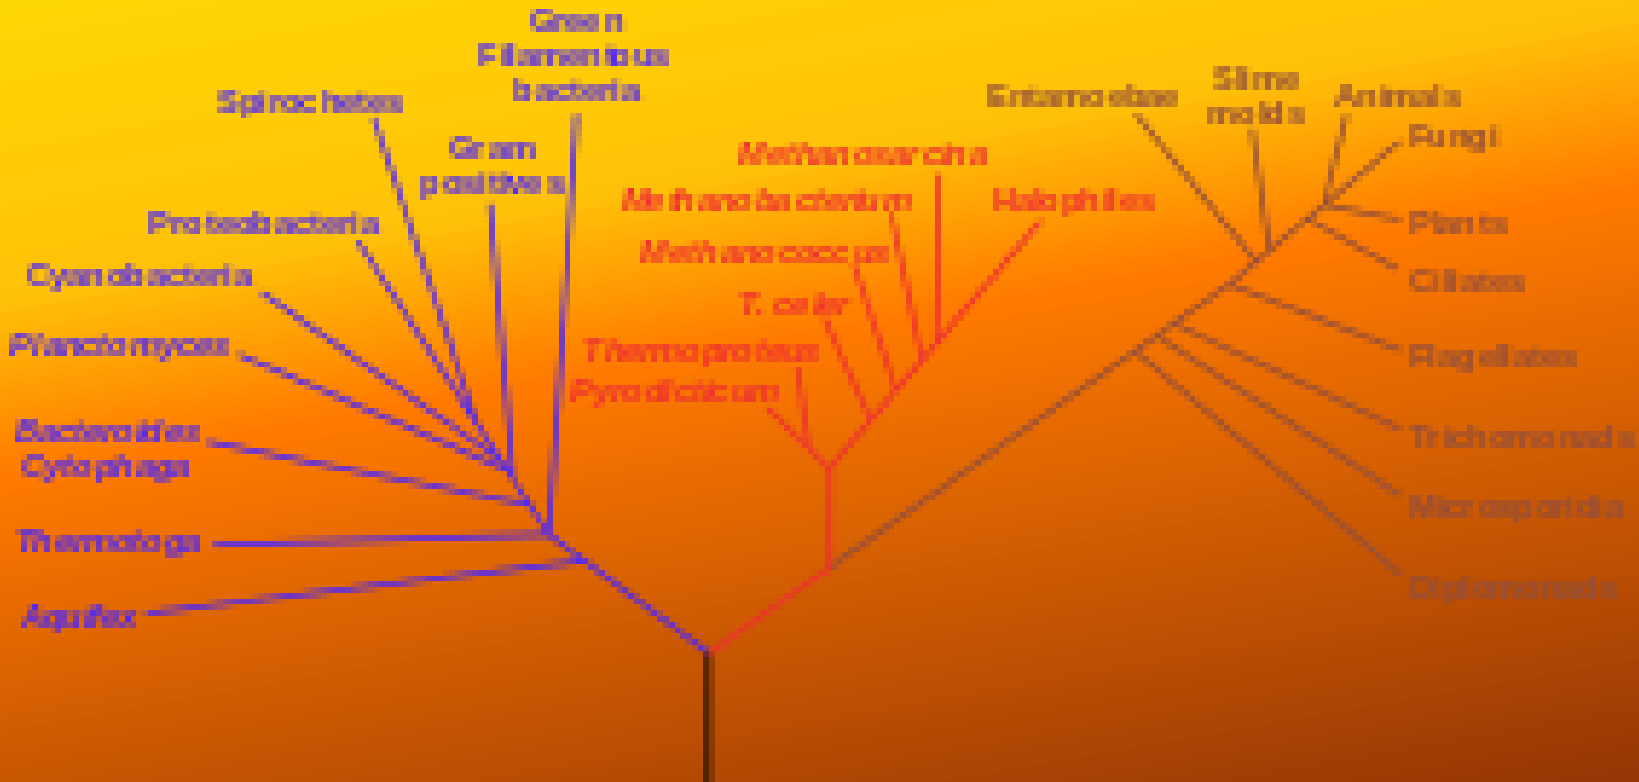 Green
Filamentous
bacteria
Spirochetes
Gram
positives
Proteobacteria
Cyanobacteria
Planctomyces
Bacteroides
Cytophaga
Thermotoga
Aquifex
Methanosarcina
Methanobacterium
Halophiles
Methanococcus
T. celer
Thermoproteus
Pyrodicticum
Entamoebae
Slime
molds
Animals
Fungi
Plants
Ciliates
Flagellates
Trichomonads
Microsporidia
Diplomonads